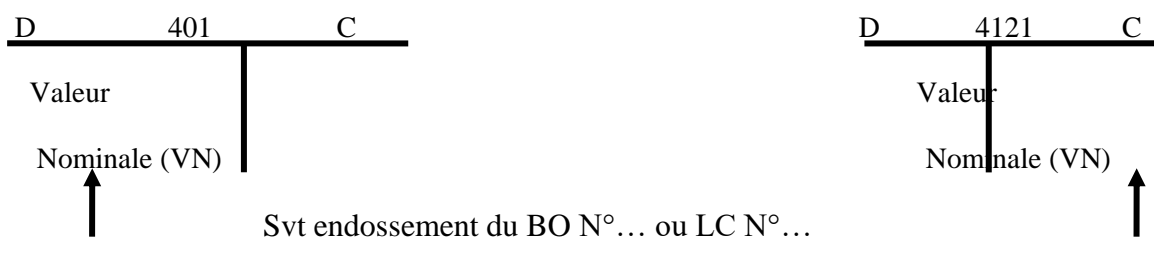 D 401 C D 4121 C
Valeur Valeur
Nominale (VN) Nominale (VN)
Svt endossement du BO N°… ou LC N°…